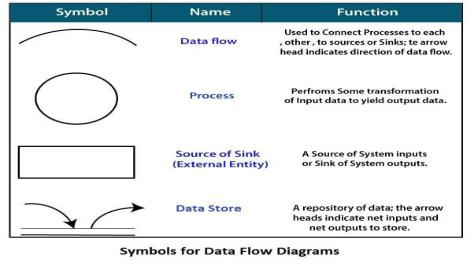 Symbol Name Function
Data flow
Used to Connect Processes to each
, other , to sources or Sinks; te arrow
head indicates direction of data flow.
Process
Perfroms Some transformation
of Input data to yield output data.
Source of Sink
(External Entity)
A Source of System inputs
or Sink of System outputs.
Data Store
A repository of data; the arrow
heads indicate net inputs and
net outputs to store.
Symbols for Data Flow Diagrams